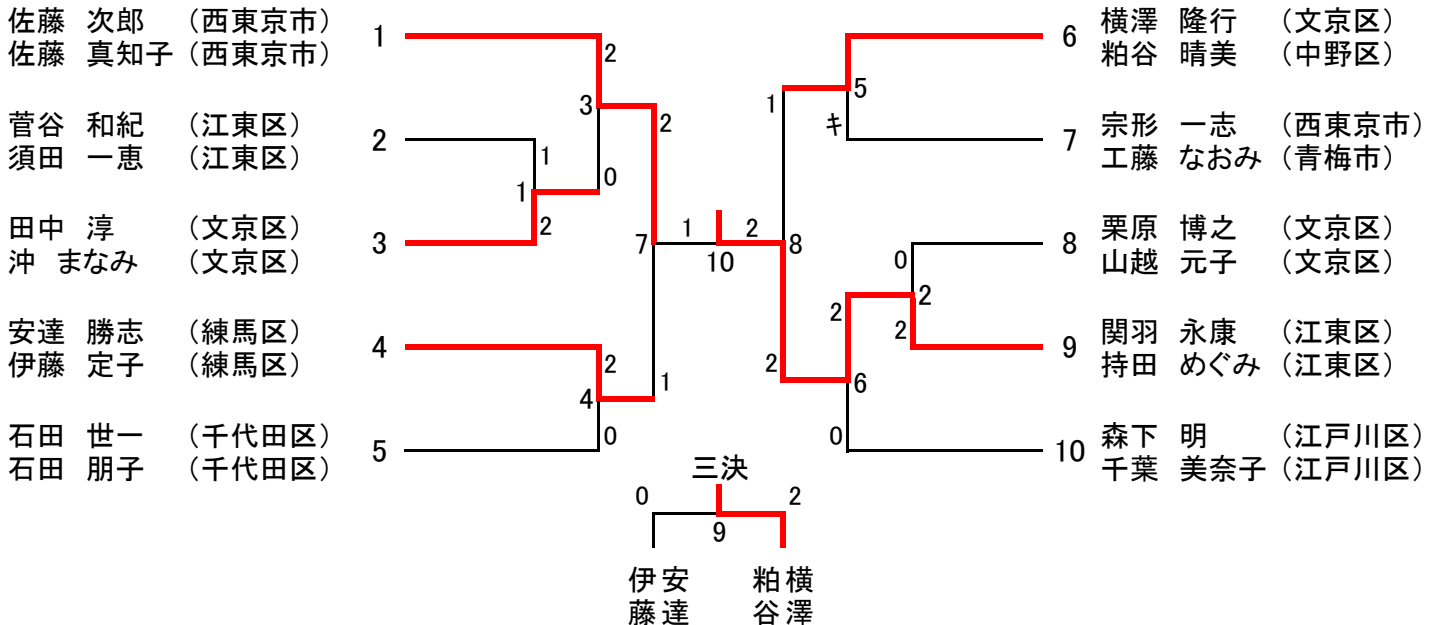 佐藤 次郎 （西東京市）
佐藤 真知子 （西東京市）
1
菅谷 和紀 （江東区）
須田 一恵 （江東区）
2
田中 淳 （文京区）
沖 まなみ （文京区）
3
安達 勝志 （練馬区）
伊藤 定子 （練馬区）
4
石田 世一 （千代田区）
石田 朋子 （千代田区）
5
2
3
2
1
1
0
2
7
2
1
4
0
1
2
10
8
1
5
キ
0
2
2
2
2
6
0
6
横澤 隆行 （文京区）
粕谷 晴美 （中野区）
7
宗形 一志 （西東京市）
工藤 なおみ （青梅市）
8
栗原 博之 （文京区）
山越 元子 （文京区）
9
関羽 永康 （江東区）
持田 めぐみ （江東区）
10
森下 明 （江戸川区）
千葉 美奈子 （江戸川区）
三決
0
2
9
安達
伊藤
横澤
粕谷